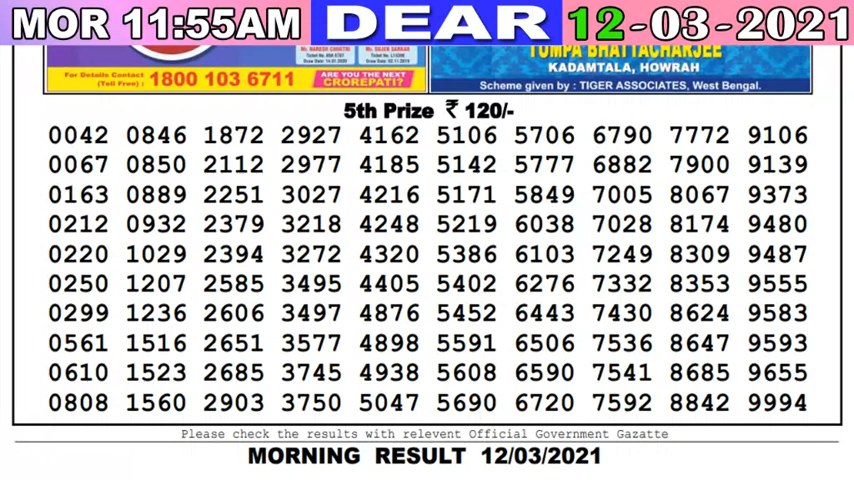 MOR 11:55AM DEAR 12-03-2021
For Details Contact
(Toll Free) : 1800 103 6711
ARE YOU THE NEXT
CROREPATI?
TUMPA BHATTACHARJEE
KADAMTALA, HOWRAH
Scheme given by : TIGER ASSOCIATES, West Bengal.
5th Prize ₹ 120/-
0042 0846 1872 2927 4162 5106 5706 6790 7772 9106
0067 0850 2112 2977 4185 5142 5777 6882 7900 9139
0163 0889 2251 3027 4216 5171 5849 7005 8067 9373
0212 0932 2379 3218 4248 5219 6038 7028 8174 9480
0220 1029 2394 3272 4320 5386 6103 7249 8309 9487
0250 1207 2585 3495 4405 5402 6276 7332 8353 9555
0299 1236 2606 3497 4876 5452 6443 7430 8624 9583
0561 1516 2651 3577 4898 5591 6506 7536 8647 9593
0610 1523 2685 3745 4938 5608 6590 7541 8685 9655
0808 1560 2903 3750 5047 5690 6720 7592 8842 9994
Please check the results with relevent Official Government Gazatte
MORNING RESULT 12/03/2021